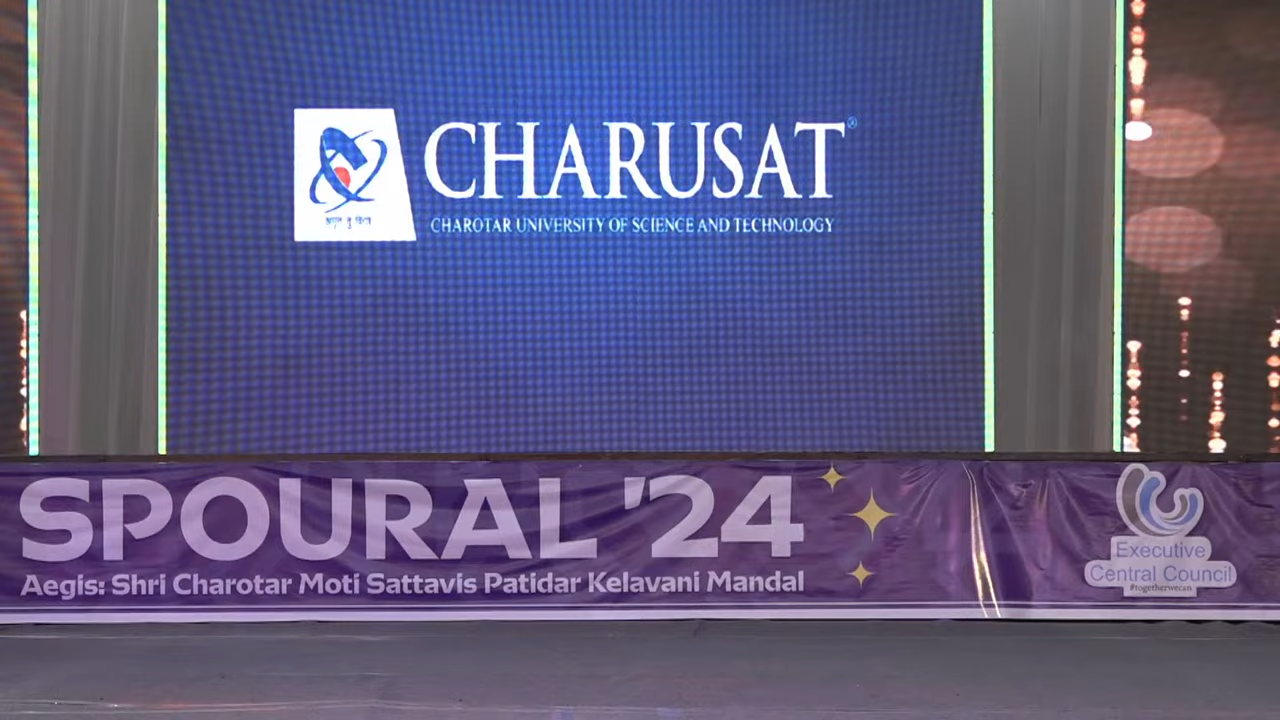 CHARUSAT®
CHAROTAR UNIVERSITY OF SCIENCE AND TECHNOLOGY
SPOURAL '24
Aegis: Shri Charotar Moti Sattavis Patidar Kelavani Mandal
Executive
Central Council
#togetherwecan